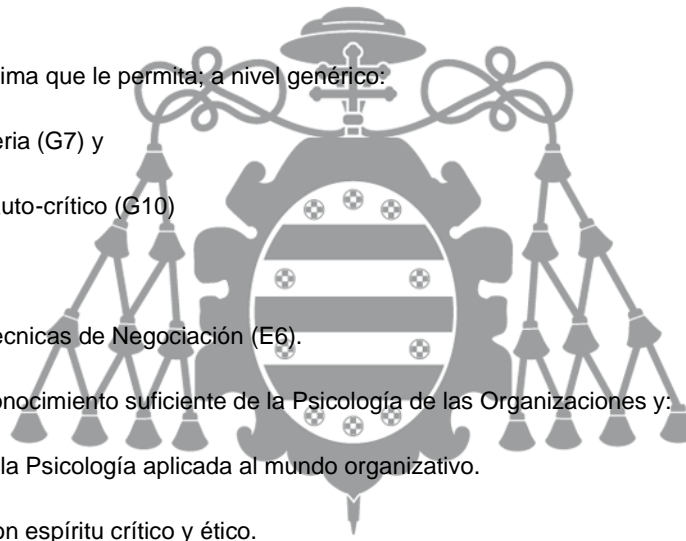 ima que le permita; a nivel genérico:
eria (G7) y
uto-crítico (G10)
écnicas de Negociación (E6).
onocimiento suficiente de la Psicología de las Organizaciones y:
la Psicología aplicada al mundo organizativo.
on espíritu crítico y ético.